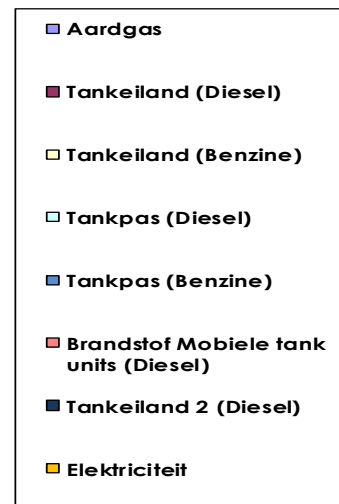 Aardgas
Tankeiland (Diesel)
Tankeiland (Benzine)
Tankpas (Diesel)
Tankpas (Benzine)
Brandstof Mobiele tank
units (Diesel)
Tankeiland 2 (Diesel)
Elektriciteit